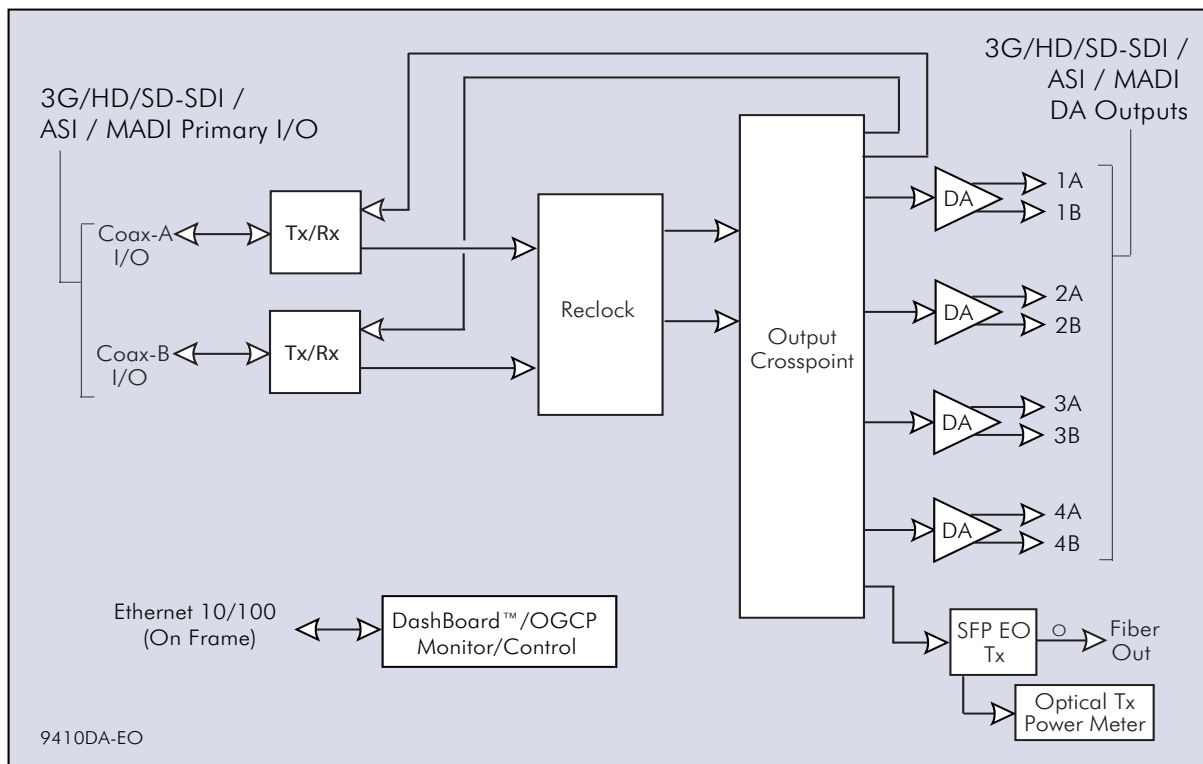 3G/HD/SD-SDI /
ASI / MADI Primary I/O
3G/HD/SD-SDI /
ASI / MADI
DA Outputs
Coax-A
I/O
Tx/Rx
Coax-B
I/O
Tx/Rx
Reclock
Output
Crosspoint
DA
1A
1B
DA
2A
2B
DA
3A
3B
DA
4A
4B
Ethernet 10/100
(On Frame)
DashBoard™/OGCP
Monitor/Control
SFP EO
Tx
Fiber
Out
Optical Tx
Power Meter
9410DA-EO